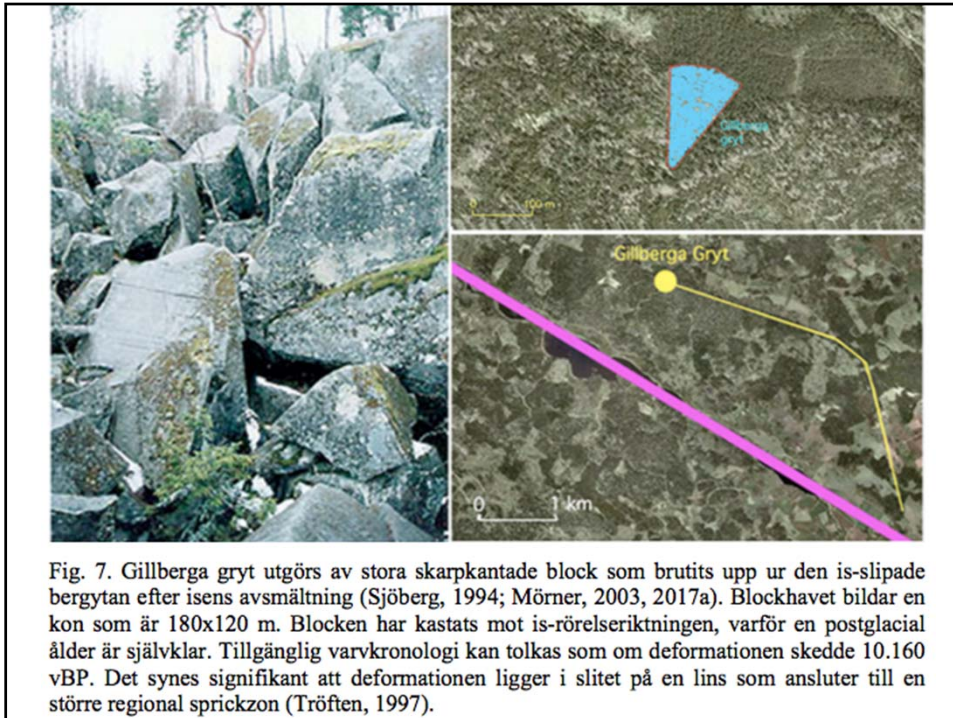 Gillberga
gryt
0 100 m
Gillberga Gryt
0 1 km
Fig. 7. Gillberga gryt utgörs av stora skarpkantade block som brutits upp ur den is-slipade
bergytan efter isens avsmältning (Sjöberg, 1994; Mörner, 2003, 2017a). Blockhavet bildar en
kon som är 180x120 m. Blocken har kastats mot is-rörelseriktningen, varför en postglacial
ålder är självklar. Tillgänglig varvkronologi kan tolkas som om deformationen skedde 10.160
vBP. Det synes signifikant att deformationen ligger i slitet på en lins som ansluter till en
större regional sprickzon (Tröften, 1997).